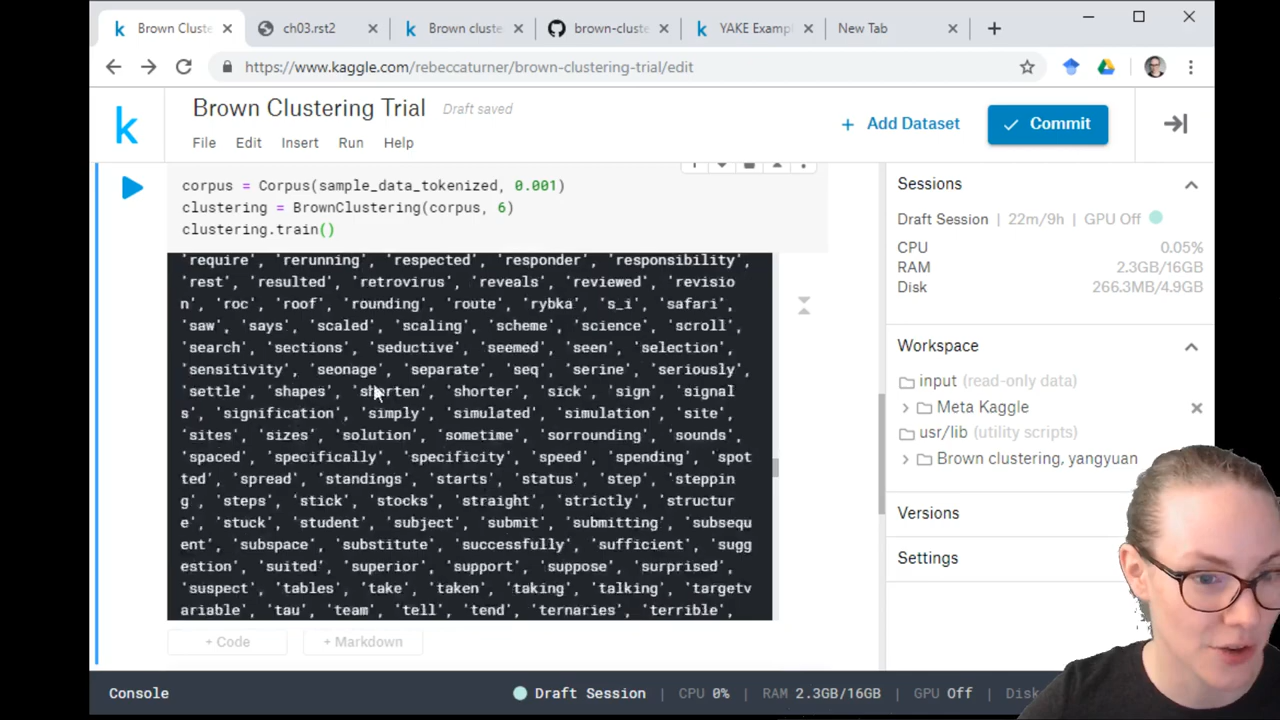 Brown Cluste
ch03.rst2
Brown cluste
brown-cluste
YAKE Examp
New Tab
https://www.kaggle.com/rebeccaturner/brown-clustering-trial/edit
k
Brown Clustering Trial
Draft saved
+ Add Dataset
Commit
File Edit Insert Run Help
corpus = Corpus(sample_data_tokenized, 0.001)
clustering = BrownClustering(corpus, 6)
clustering.train()
'require', 'rerunning', 'respected', 'responder', 'responsibility',
'rest', 'resulted', 'retrovirus', 'reveals', 'reviewed', 'revisio
n', 'roc', 'roof', 'rounding', 'route', 'rybka', 's_i', 'safari',
'saw', 'says', 'scaled', 'scaling', 'scheme', 'science', 'scroll',
'search', 'sections', 'seductive', 'seemed', 'seen', 'selection',
'sensitivity', 'seonage', 'separate', 'seq', 'serine', 'seriously',
'settle', 'shapes', 'shorten', 'shorter', 'sick', 'sign', 'signal
s', 'signification', 'simply', 'simulated', 'simulation', 'site',
'sites', 'sizes', 'solution', 'sometime', 'sorrounding', 'sounds',
'spaced', 'specifically', 'specificity', 'speed', 'spending', 'spot
ted', 'spread', 'standings', 'starts', 'status', 'step', 'steppin
g', 'steps', 'stick', 'stocks', 'straight', 'strictly', 'structur
e', 'stuck', 'student', 'subject', 'submit', 'submitting', 'subsequ
ent', 'subspace', 'substitute', 'successfully', 'sufficient', 'sugg
estion', 'suited', 'superior', 'support', 'suppose', 'surprised',
'suspect', 'tables', 'take', 'taken', 'taking', 'talking', 'targetv
ariable', 'tau', 'team', 'tell', 'tend', 'ternaries', 'terrible',
+ Code
+ Markdown
Sessions
Draft Session | 22m/9h | GPU Off
CPU 0.05%
RAM 2.3GB/16GB
Disk 266.3MB/4.9GB
Workspace
input (read-only data)
Meta Kaggle
usr/lib (utility scripts)
Brown clustering, yangyuan
Versions
Settings
Console
Draft Session | CPU 0% | RAM 2.3GB/16GB | GPU Off | Disk